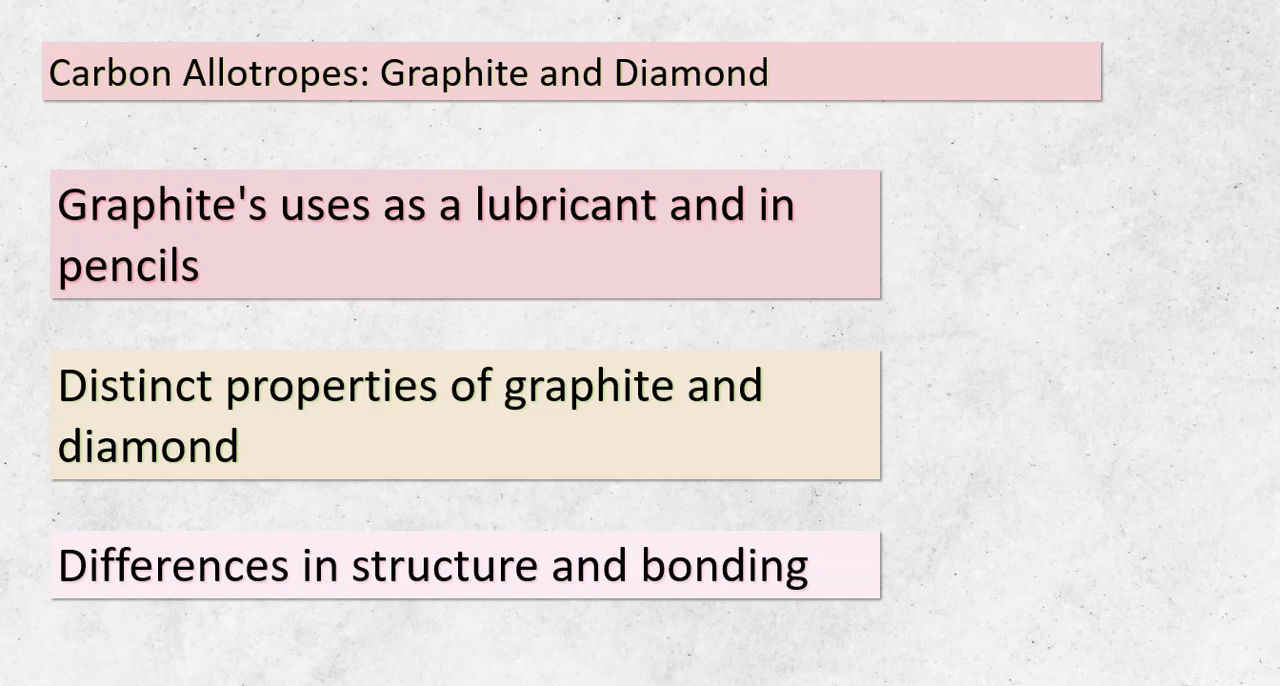 Carbon Allotropes: Graphite and Diamond
Graphite's uses as a lubricant and in
pencils
Distinct properties of graphite and
diamond
Differences in structure and bonding